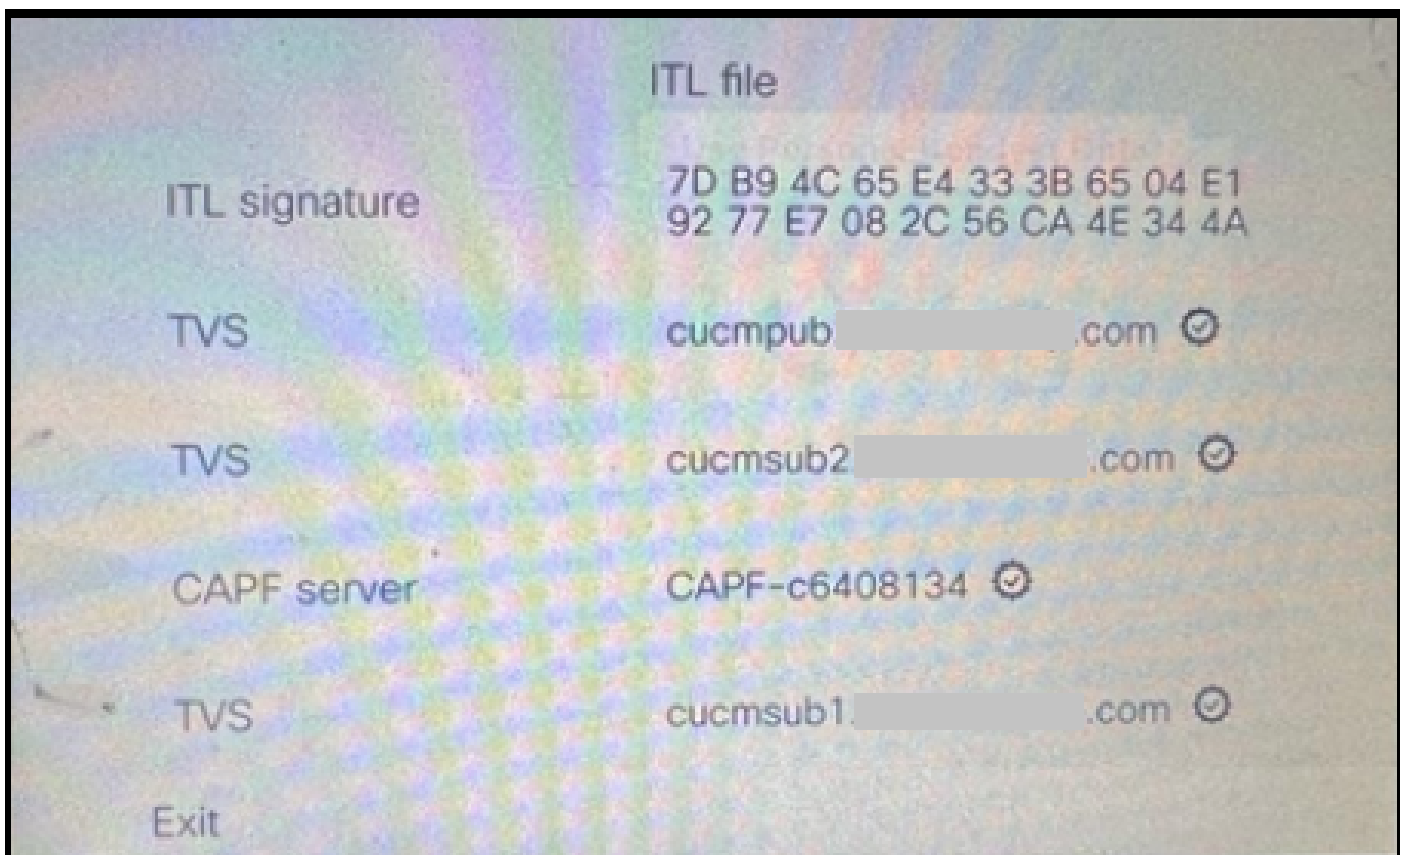 ITL file
ITL signature 7D B9 4C 65 E4 33 3B 65 04 E1
92 77 E7 08 2C 56 CA 4E 34 4A
TVS cucmpub .com
TVS cucmsub2 .com
CAPF server CAPF-c6408134
TVS cucmsub1. .com
Exit